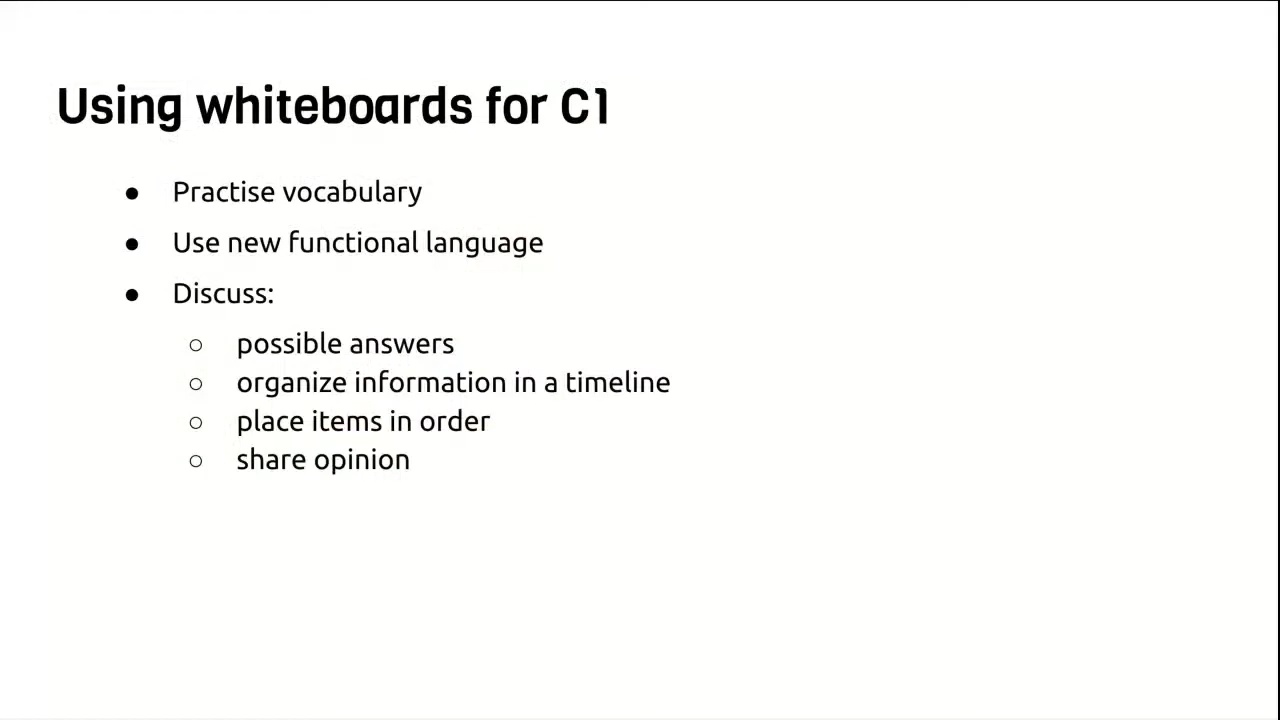 Using whiteboards for C1
● Practise vocabulary
● Use new functional language
● Discuss:
○ possible answers
○ organize information in a timeline
○ place items in order
○ share opinion